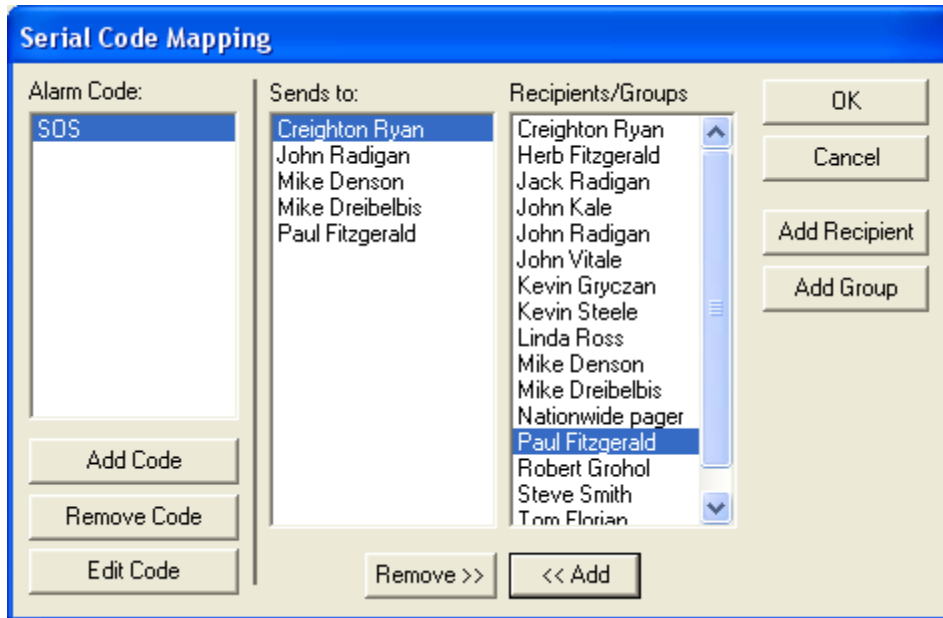 Serial Code Mapping
Alarm Code:
SOS
Add Code
Remove Code
Edit Code
Sends to:
Creighton Ryan
John Radigan
Mike Denson
Mike Dreibelbis
Paul Fitzgerald
Recipients/Groups
Creighton Ryan
Herb Fitzgerald
Jack Radigan
John Kale
John Radigan
John Vitale
Kevin Gryczan
Kevin Steele
Linda Ross
Mike Denson
Mike Dreibelbis
Nationwide pager
Paul Fitzgerald
Robert Grohol
Steve Smith
Tom Florian
Remove >>
<< Add
OK
Cancel
Add Recipient
Add Group